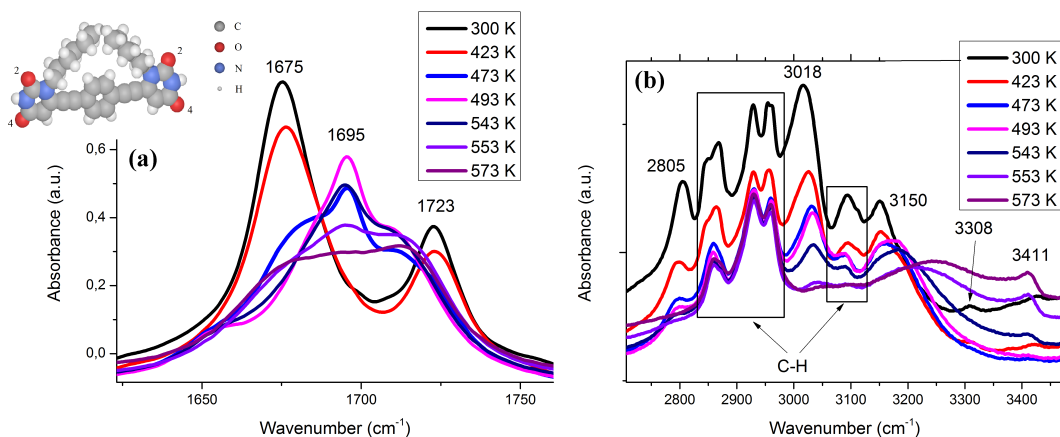 C
O
N
H
2
2
4
4
(a)
1675
1695
1723
300 K
423 K
473 K
493 K
543 K
553 K
573 K
0,6
0,4
0,2
0,0
Absorbance (a.u.)
1650
1700
1750
Wavenumber (cm⁻¹)
(b)
2805
3018
3150
3308
3411
C-H
300 K
423 K
473 K
493 K
543 K
553 K
573 K
Absorbance (a.u.)
2800
2900
3000
3100
3200
3300
3400
Wavenumber (cm⁻¹)